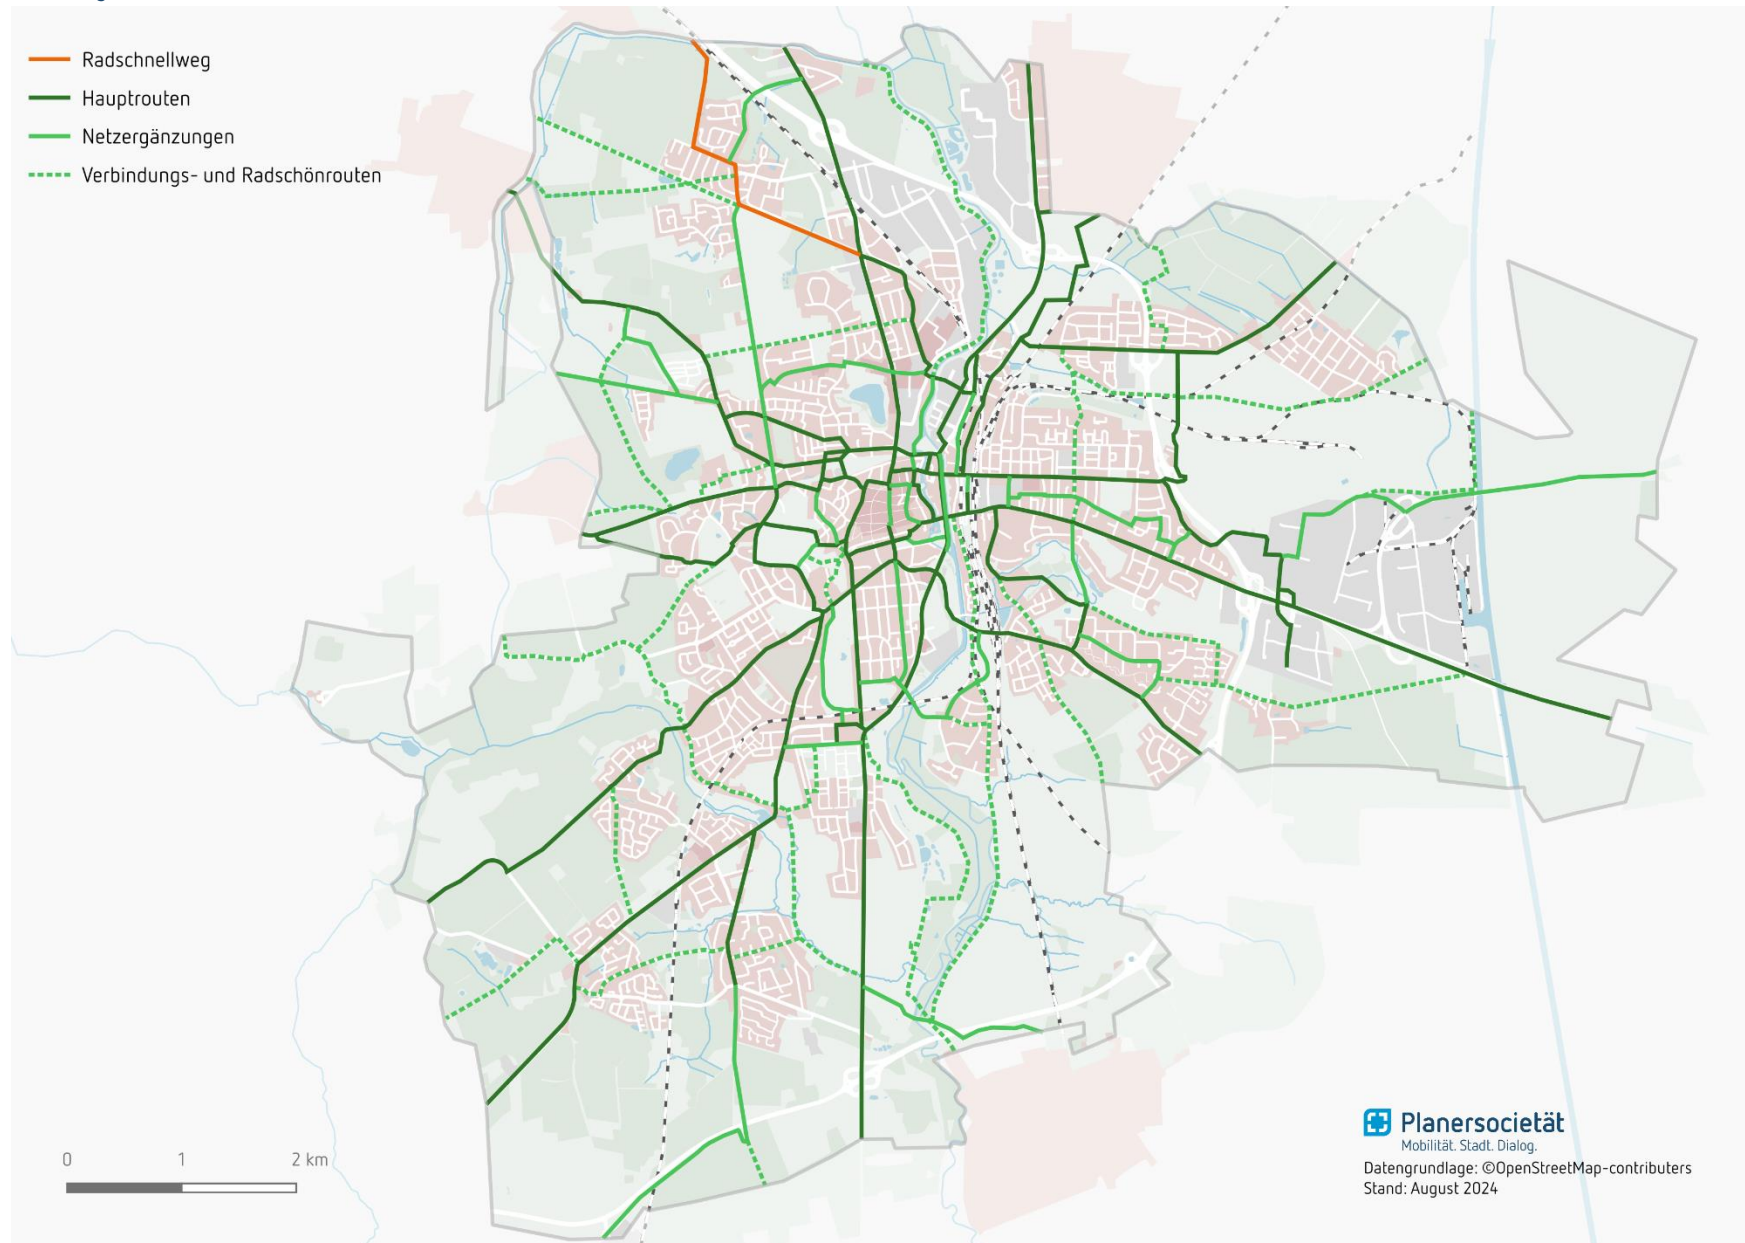 Radschnellweg
Hauptrouten
Netzergänzungen
Verbindungs- und Radschönrouten
0 1 2 km
Planersocietät
Mobilität. Stadt. Dialog.
Datengrundlage: ©OpenStreetMap-contributers
Stand: August 2024